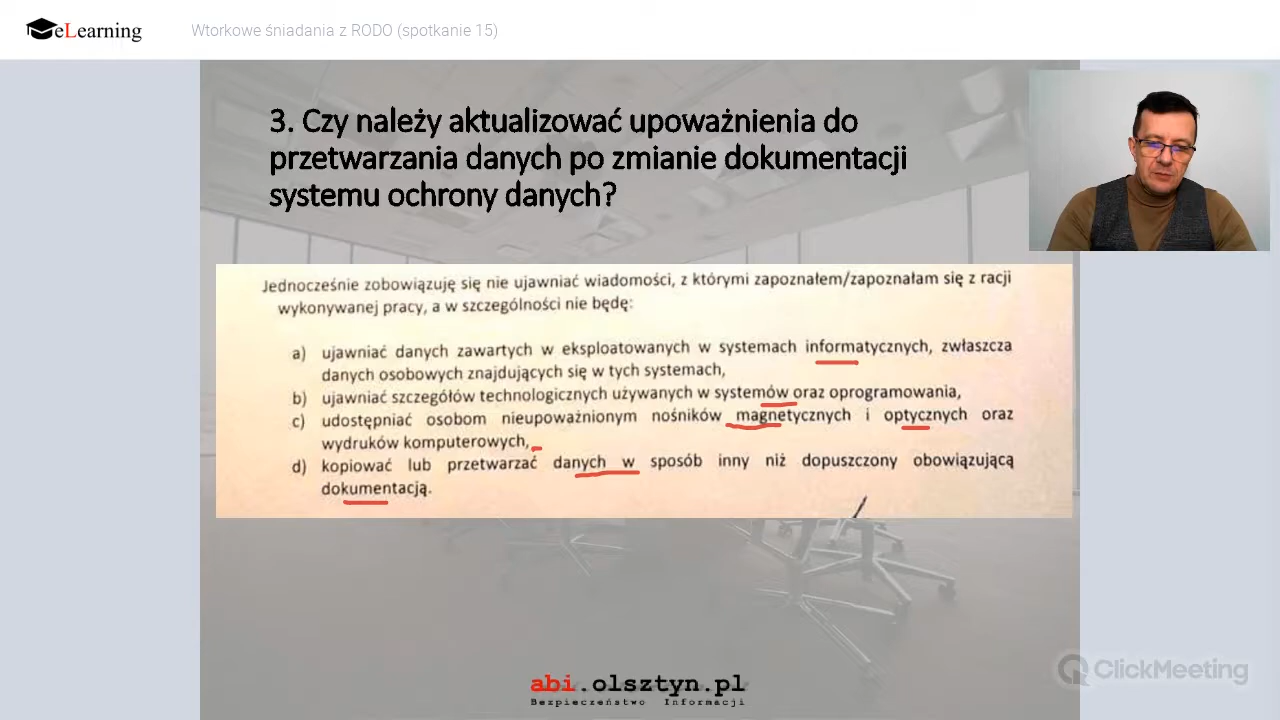 eLearning
Wtorkowe śniadania z RODO (spotkanie 15)
3. Czy należy aktualizować upoważnienia do
przetwarzania danych po zmianie dokumentacji
systemu ochrony danych?
Jednocześnie zobowiązuję się nie ujawniać wiadomości, z którymi zapoznałem/zapoznałam się z racji
wykonywanej pracy, a w szczególności nie będę:
a) ujawniać danych zawartych w eksploatowanych w systemach informatycznych, zwłaszcza
danych osobowych znajdujących się w tych systemach,
b) ujawniać szczegółów technologicznych używanych w systemów oraz oprogramowania,
c) udostępniać osobom nieupoważnionym nośników magnetycznych i optycznych oraz
wydruków komputerowych,
d) kopiować lub przetwarzać danych w sposób inny niż dopuszczony obowiązującą
dokumentacją.
abi.olsztyn.pl
Bezpieczeństwo Informacji
ClickMeeting